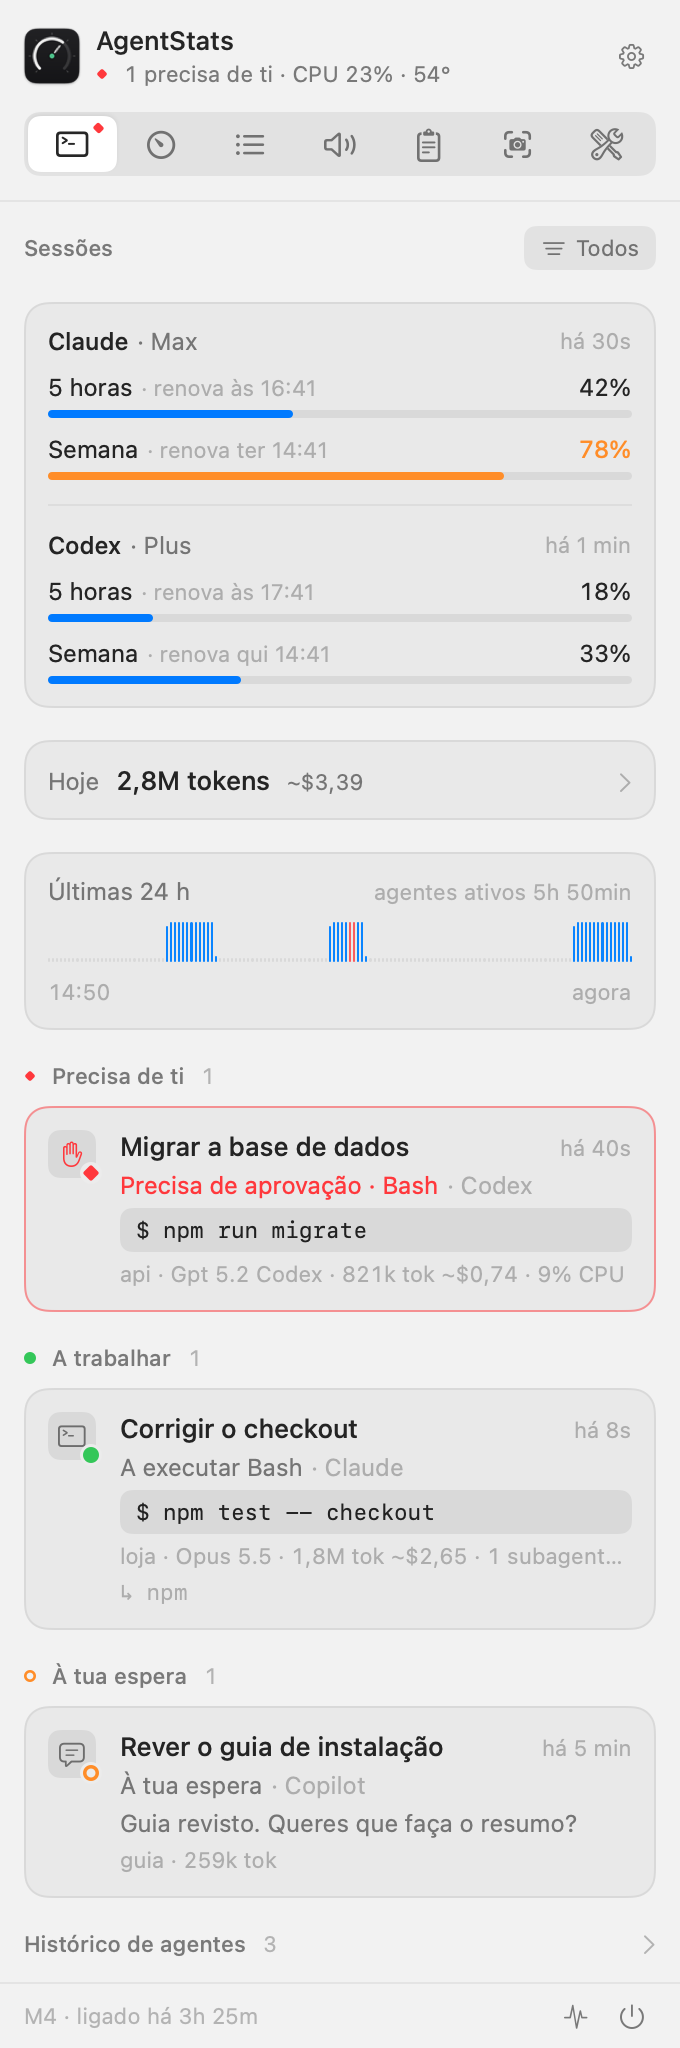 AgentStats
1 precisa de ti · CPU 23% · 54°
Sessões
Todos
Claude · Max há 30s
5 horas · renova às 16:41 42%
Semana · renova ter 14:41 78%
Codex · Plus há 1 min
5 horas · renova às 17:41 18%
Semana · renova qui 14:41 33%
Hoje 2,8M tokens ~$3,39
Últimas 24 h agentes ativos 5h 50min
14:50 agora
Precisa de ti 1
Migrar a base de dados há 40s
Precisa de aprovação · Bash · Codex
$ npm run migrate
api · Gpt 5.2 Codex · 821k tok ~$0,74 · 9% CPU
A trabalhar 1
Corrigir o checkout há 8s
A executar Bash · Claude
$ npm test -- checkout
loja · Opus 5.5 · 1,8M tok ~$2,65 · 1 subagent...
↳ npm
À tua espera 1
Rever o guia de instalação há 5 min
À tua espera · Copilot
Guia revisto. Queres que faça o resumo?
guia · 259k tok
Histórico de agentes 3
M4 · ligado há 3h 25m